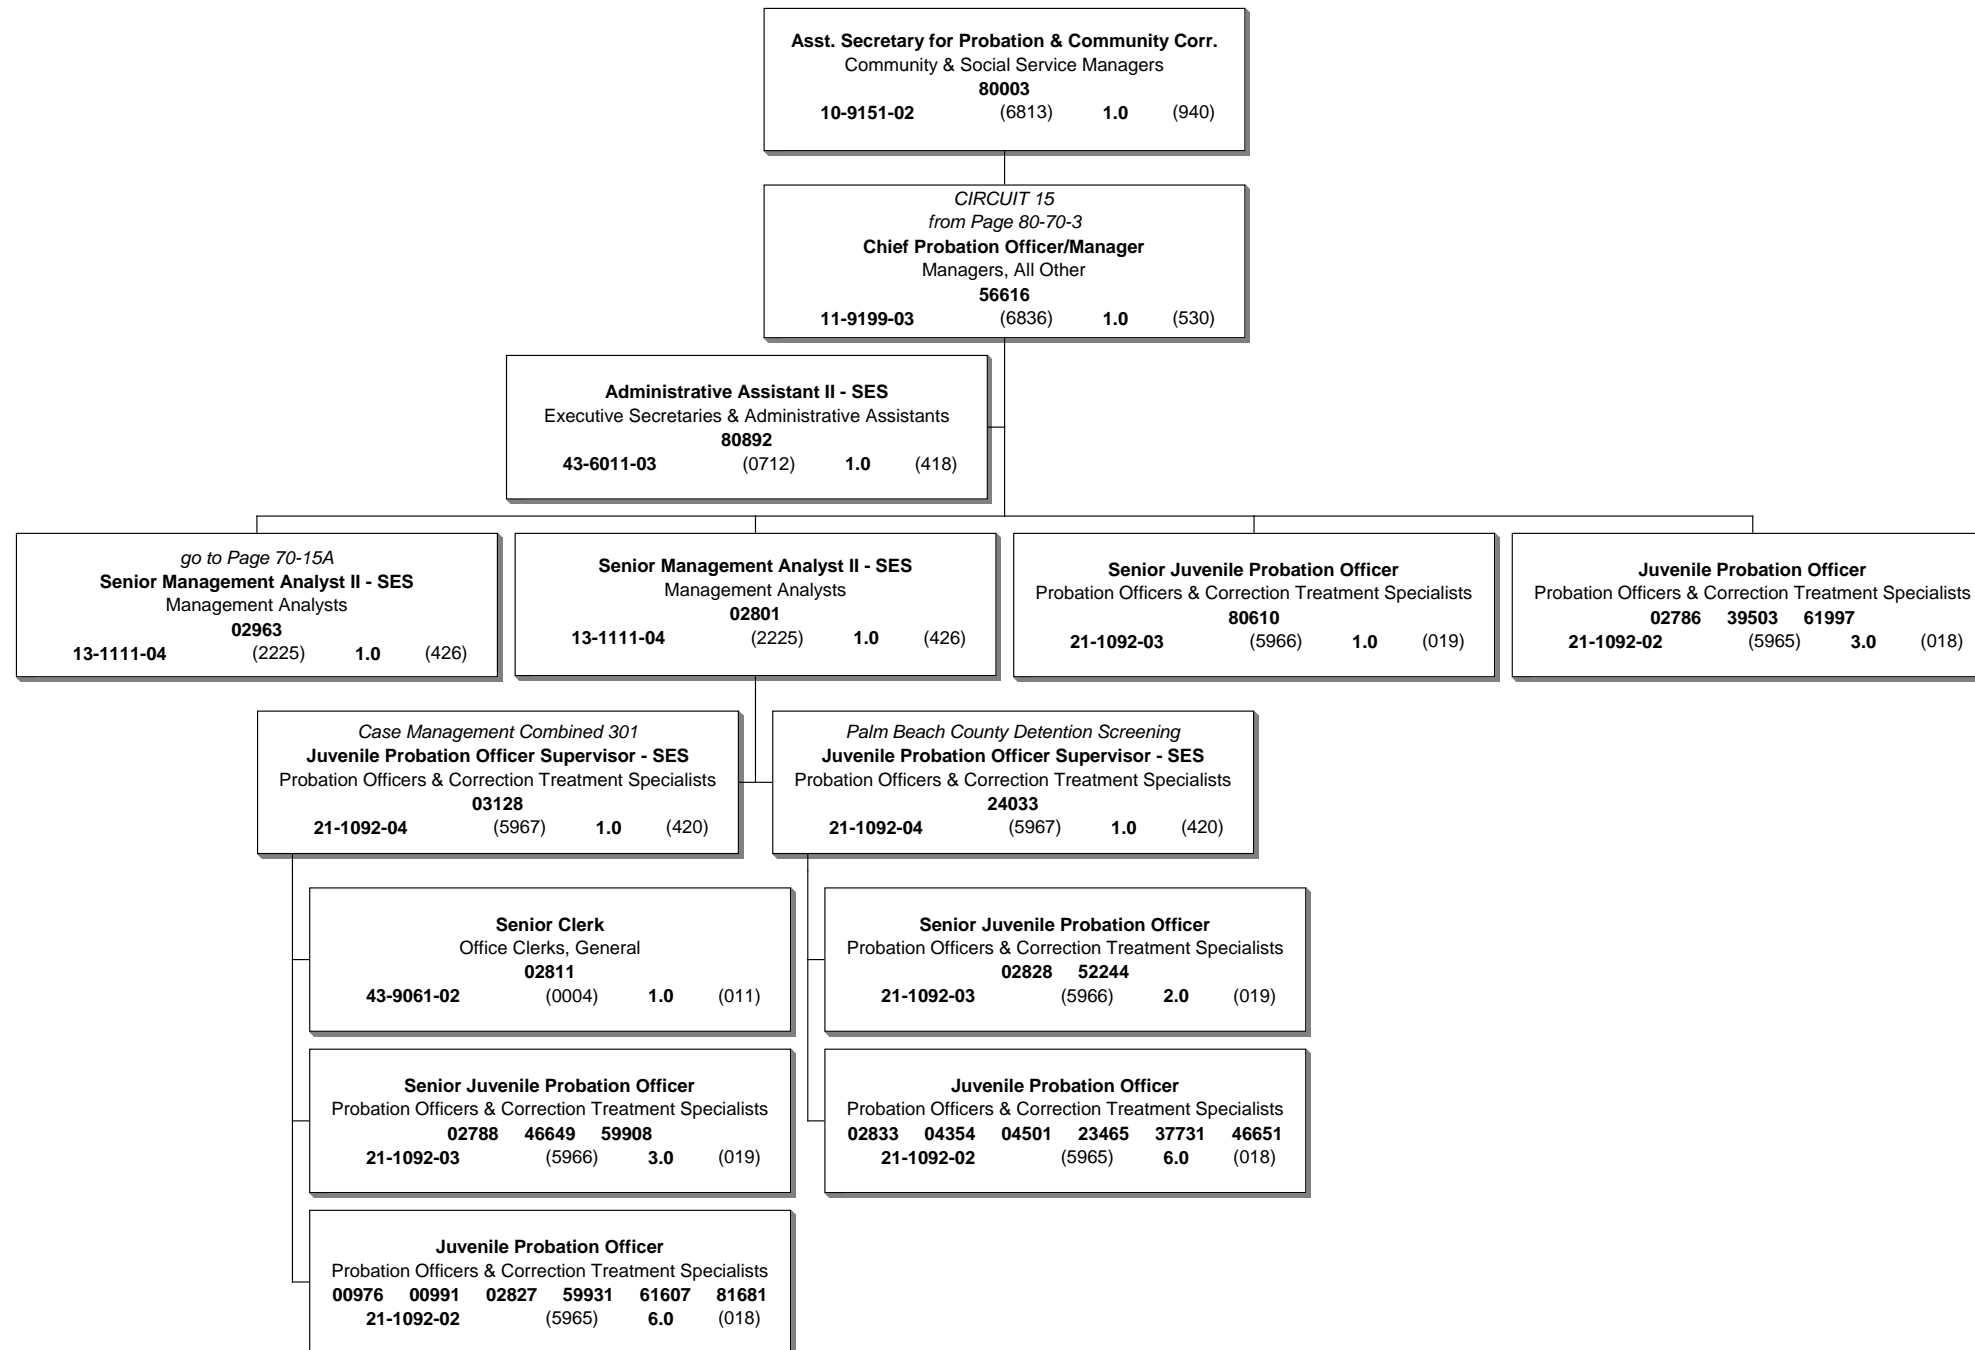 Asst. Secretary for Probation & Community Corr.
Community & Social Service Managers
80003
10-9151-02 (6813) 1.0 (940)
CIRCUIT 15
from Page 80-70-3
Chief Probation Officer/Manager
Managers, All Other
56616
11-9199-03 (6836) 1.0 (530)
Administrative Assistant II - SES
Executive Secretaries & Administrative Assistants
80892
43-6011-03 (0712) 1.0 (418)
go to Page 70-15A
Senior Management Analyst II - SES
Management Analysts
02963
13-1111-04 (2225) 1.0 (426)
Senior Management Analyst II - SES
Management Analysts
02801
13-1111-04 (2225) 1.0 (426)
Senior Juvenile Probation Officer
Probation Officers & Correction Treatment Specialists
80610
21-1092-03 (5966) 1.0 (019)
Juvenile Probation Officer
Probation Officers & Correction Treatment Specialists
02786 39503 61997
21-1092-02 (5965) 3.0 (018)
Case Management Combined 301
Juvenile Probation Officer Supervisor - SES
Probation Officers & Correction Treatment Specialists
03128
21-1092-04 (5967) 1.0 (420)
Palm Beach County Detention Screening
Juvenile Probation Officer Supervisor - SES
Probation Officers & Correction Treatment Specialists
24033
21-1092-04 (5967) 1.0 (420)
Senior Clerk
Office Clerks, General
02811
43-9061-02 (0004) 1.0 (011)
Senior Juvenile Probation Officer
Probation Officers & Correction Treatment Specialists
02828 52244
21-1092-03 (5966) 2.0 (019)
Senior Juvenile Probation Officer
Probation Officers & Correction Treatment Specialists
02788 46649 59908
21-1092-03 (5966) 3.0 (019)
Juvenile Probation Officer
Probation Officers & Correction Treatment Specialists
02833 04354 04501 23465 37731 46651
21-1092-02 (5965) 6.0 (018)
Juvenile Probation Officer
Probation Officers & Correction Treatment Specialists
00976 00991 02827 59931 61607 81681
21-1092-02 (5965) 6.0 (018)